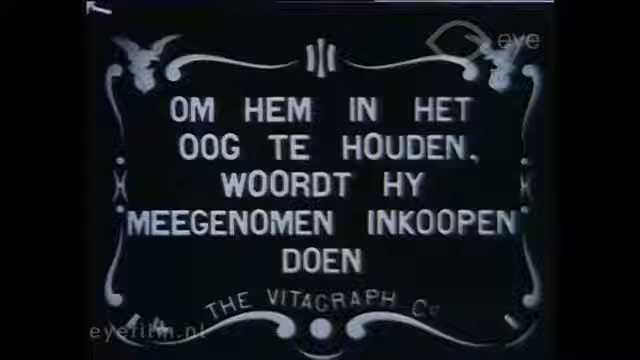 eye
OM HEM IN HET
OOG TE HOUDEN,
WOORDT HY
MEEGENOMEN INKOOPEN
DOEN
THE VITAGRAPH Co
eyefilm.nl